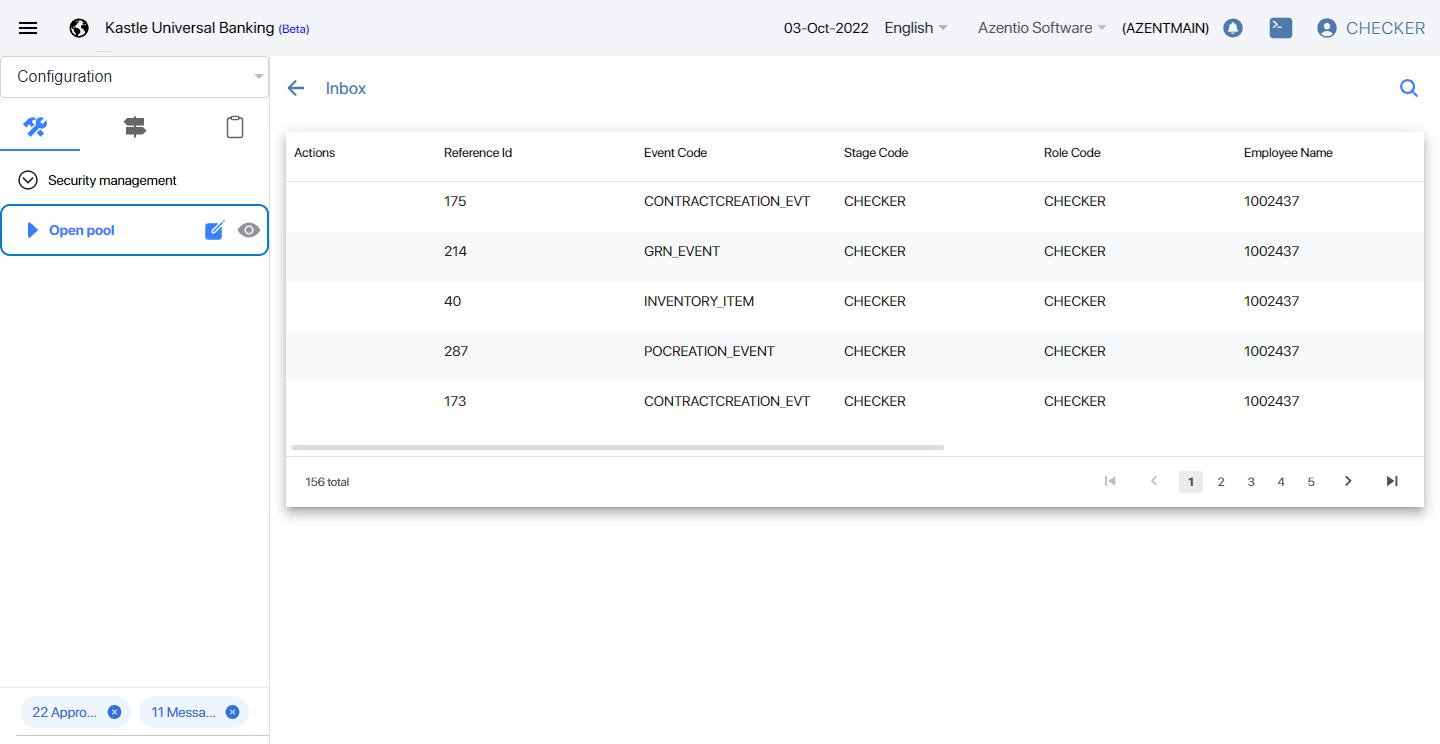 Kastle Universal Banking (Beta)
03-Oct-2022 English Azentio Software (AZENTMAIN) CHECKER
Configuration
Security management
Open pool
22 Appro...
11 Messa...
Inbox
Actions Reference Id Event Code Stage Code Role Code Employee Name
175 CONTRACTCREATION_EVT CHECKER CHECKER 1002437
214 GRN_EVENT CHECKER CHECKER 1002437
40 INVENTORY_ITEM CHECKER CHECKER 1002437
287 POCREATION_EVENT CHECKER CHECKER 1002437
173 CONTRACTCREATION_EVT CHECKER CHECKER 1002437
156 total 1 2 3 4 5